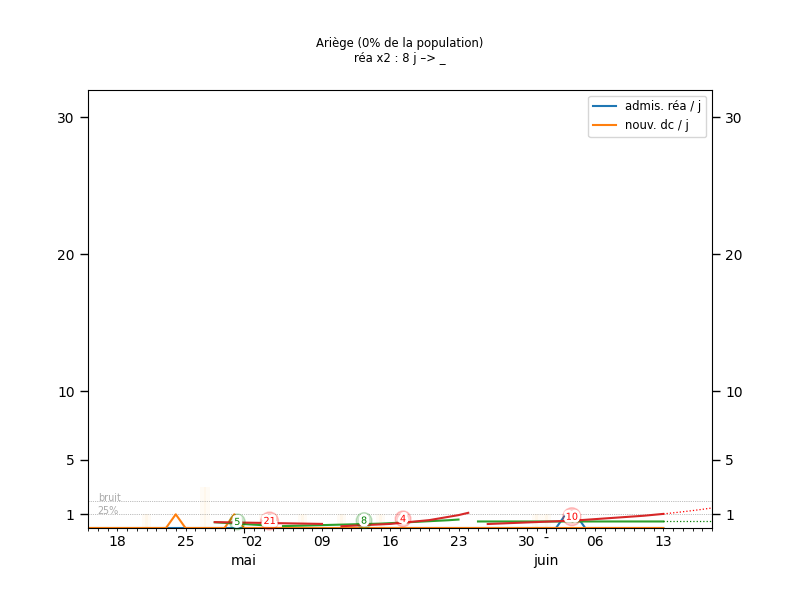 Ariège (0% de la population)
réa x2 : 8 j –> _
admis. réa / j
nouv. dc / j
30 30
20 20
10 10
5 5
bruit
25%
1 1
5 21 8 4 10
18 25 02 09 16 23 30 06 13
mai juin